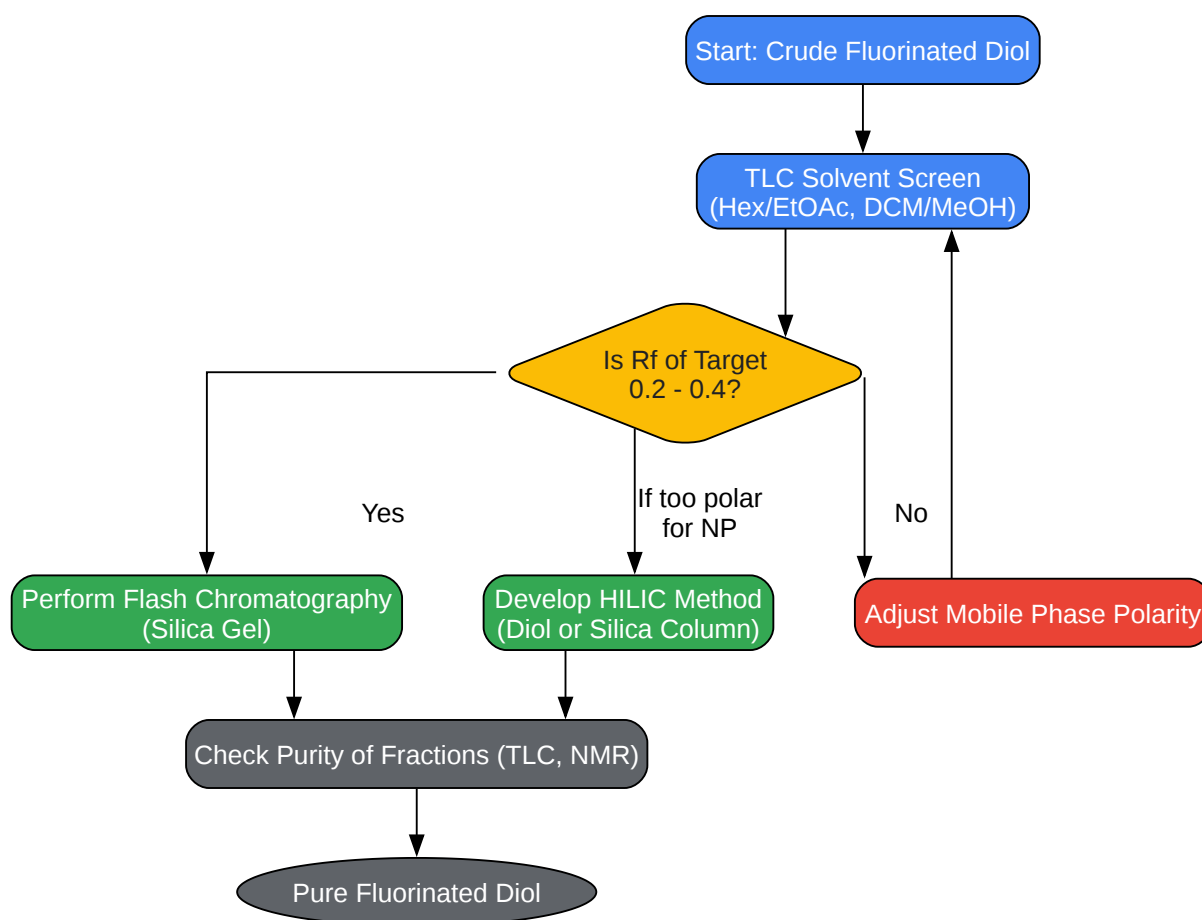 Start: Crude Fluorinated Diol
TLC Solvent Screen
(Hex/EtOAc, DCM/MeOH)
Is Rf of Target
0.2 - 0.4?
Yes
If too polar
for NP
No
Perform Flash Chromatography
(Silica Gel)
Develop HILIC Method
(Diol or Silica Column)
Adjust Mobile Phase Polarity
Check Purity of Fractions (TLC, NMR)
Pure Fluorinated Diol